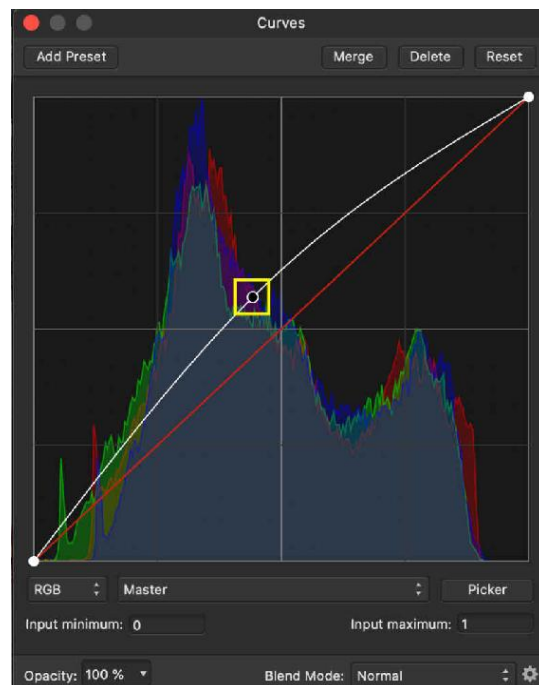 Curves
Add Preset Merge Delete Reset
RGB Master Picker
Input minimum: 0 Input maximum: 1
Opacity: 100 % Blend Mode: Normal